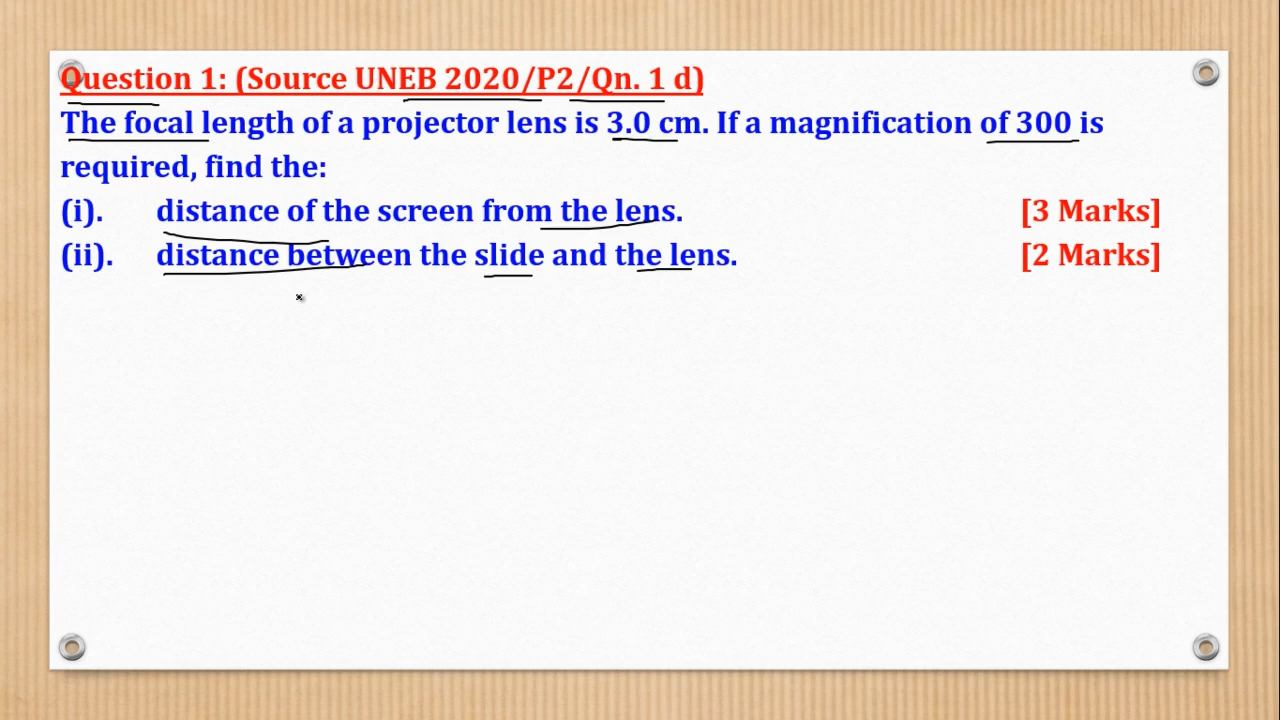 Question 1: (Source UNEB 2020/P2/Qn. 1 d)
The focal length of a projector lens is 3.0 cm. If a magnification of 300 is
required, find the:
(i). distance of the screen from the lens. [3 Marks]
(ii). distance between the slide and the lens. [2 Marks]